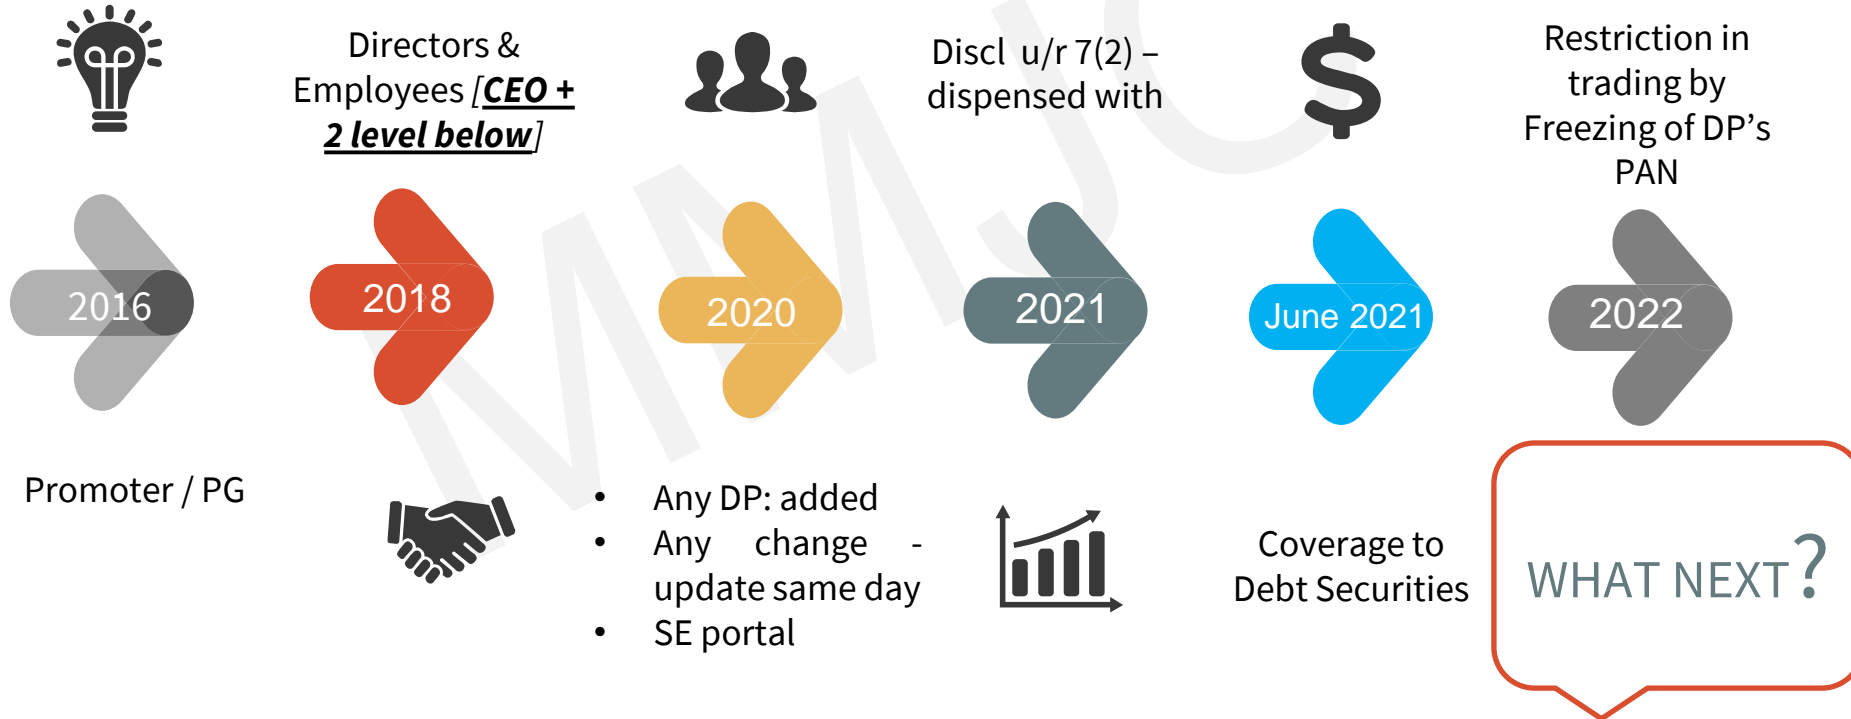 Directors &
Employees [CEO +
2 level below]
Discl u/r 7(2) –
dispensed with
Restriction in
trading by
Freezing of DP's
PAN
2016
2018
2020
2021
June 2021
2022
Promoter / PG
• Any DP: added
• Any change -
update same day
• SE portal
Coverage to
Debt Securities
WHAT NEXT?
MMJC